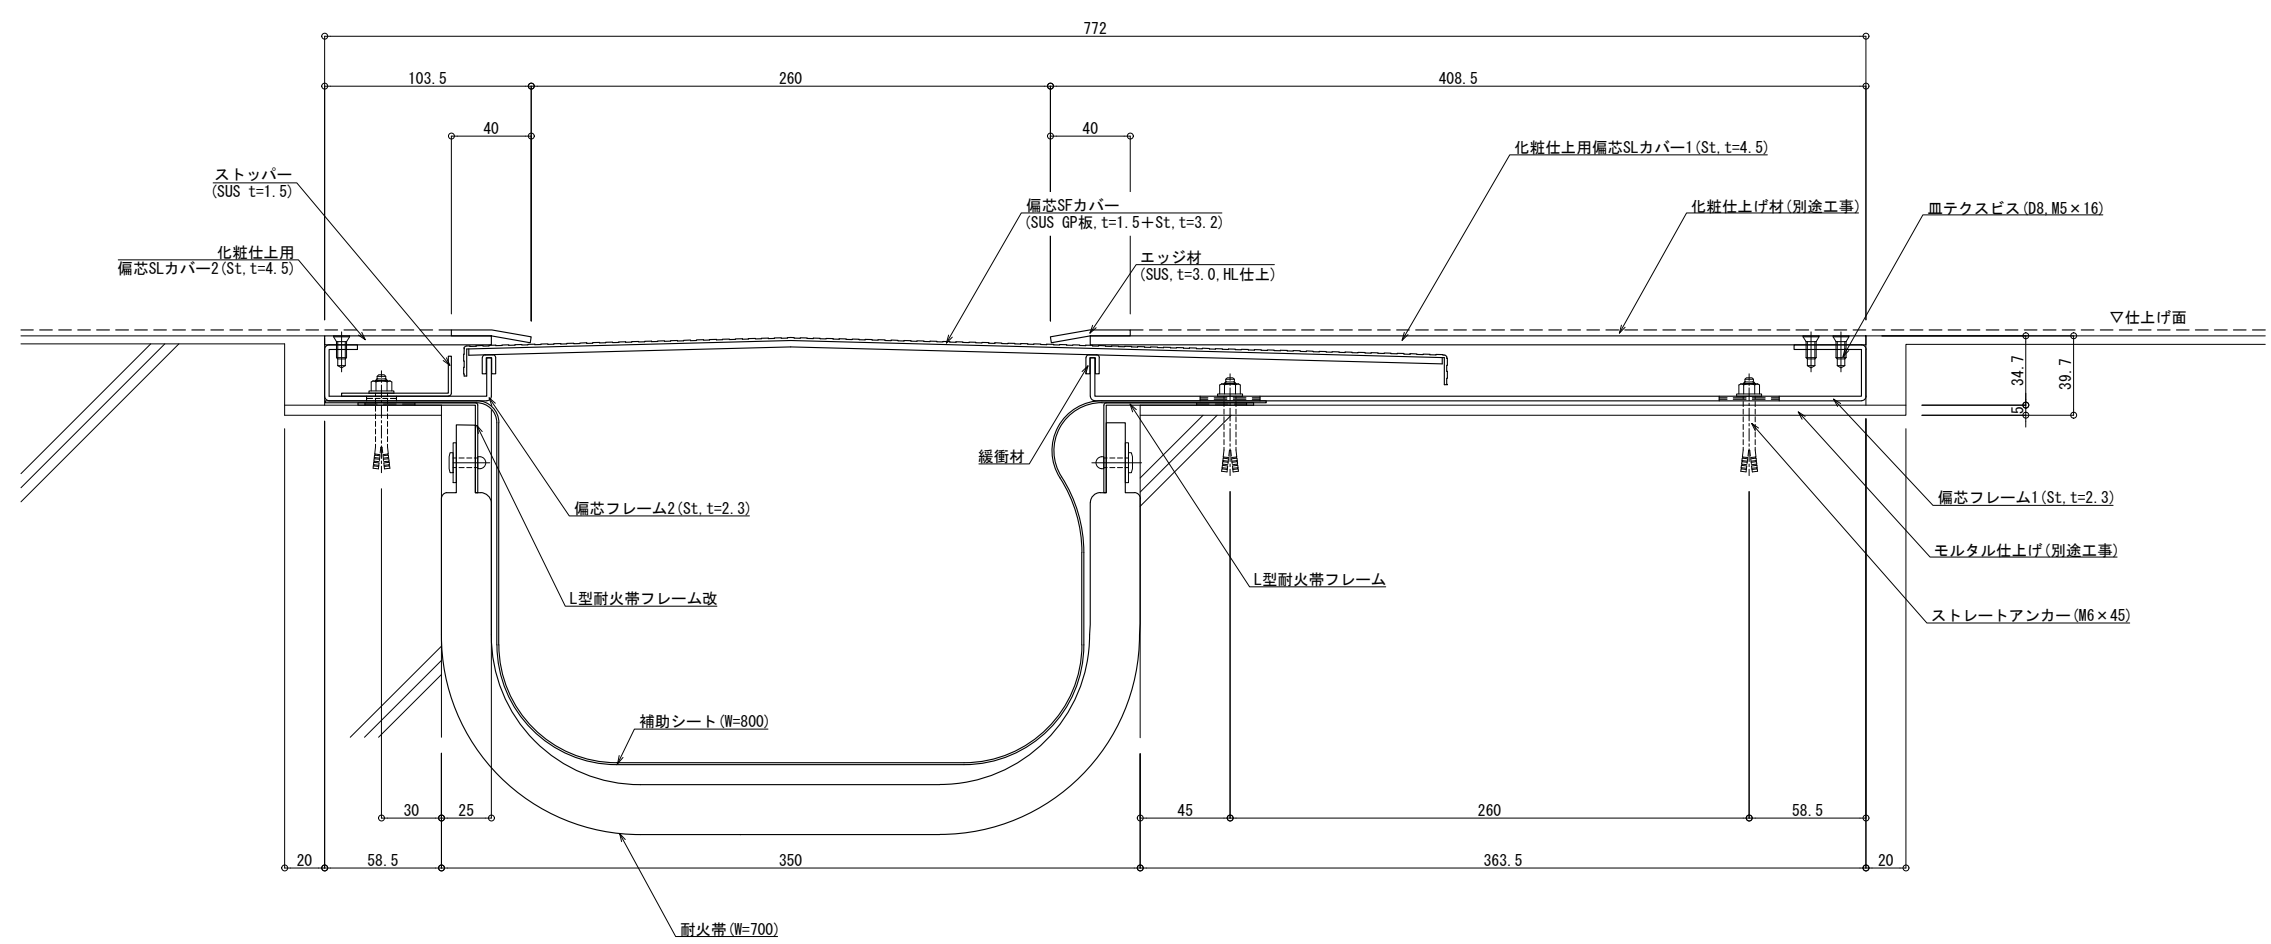 772
103.5
260
408.5
40
40
化粧仕上用偏芯SLカバー1(St,t=4.5)
ストッパー
(SUS t=1.5)
偏芯SFカバー
(SUS GP板,t=1.5+St,t=3.2)
化粧仕上げ材(別途工事)
皿テクスビス(D8,M5×16)
化粧仕上用
偏芯SLカバー2(St,t=4.5)
エッジ材
(SUS,t=3.0,HL仕上)
▽仕上げ面
34.7
39.7
5
緩衝材
偏芯フレーム2(St,t=2.3)
偏芯フレーム1(St,t=2.3)
モルタル仕上げ(別途工事)
L型耐火帯フレーム
L型耐火帯フレーム改
ストレートアンカー(M6×45)
補助シート(W=800)
30
25
45
260
58.5
20
58.5
350
363.5
20
耐火帯(W=700)